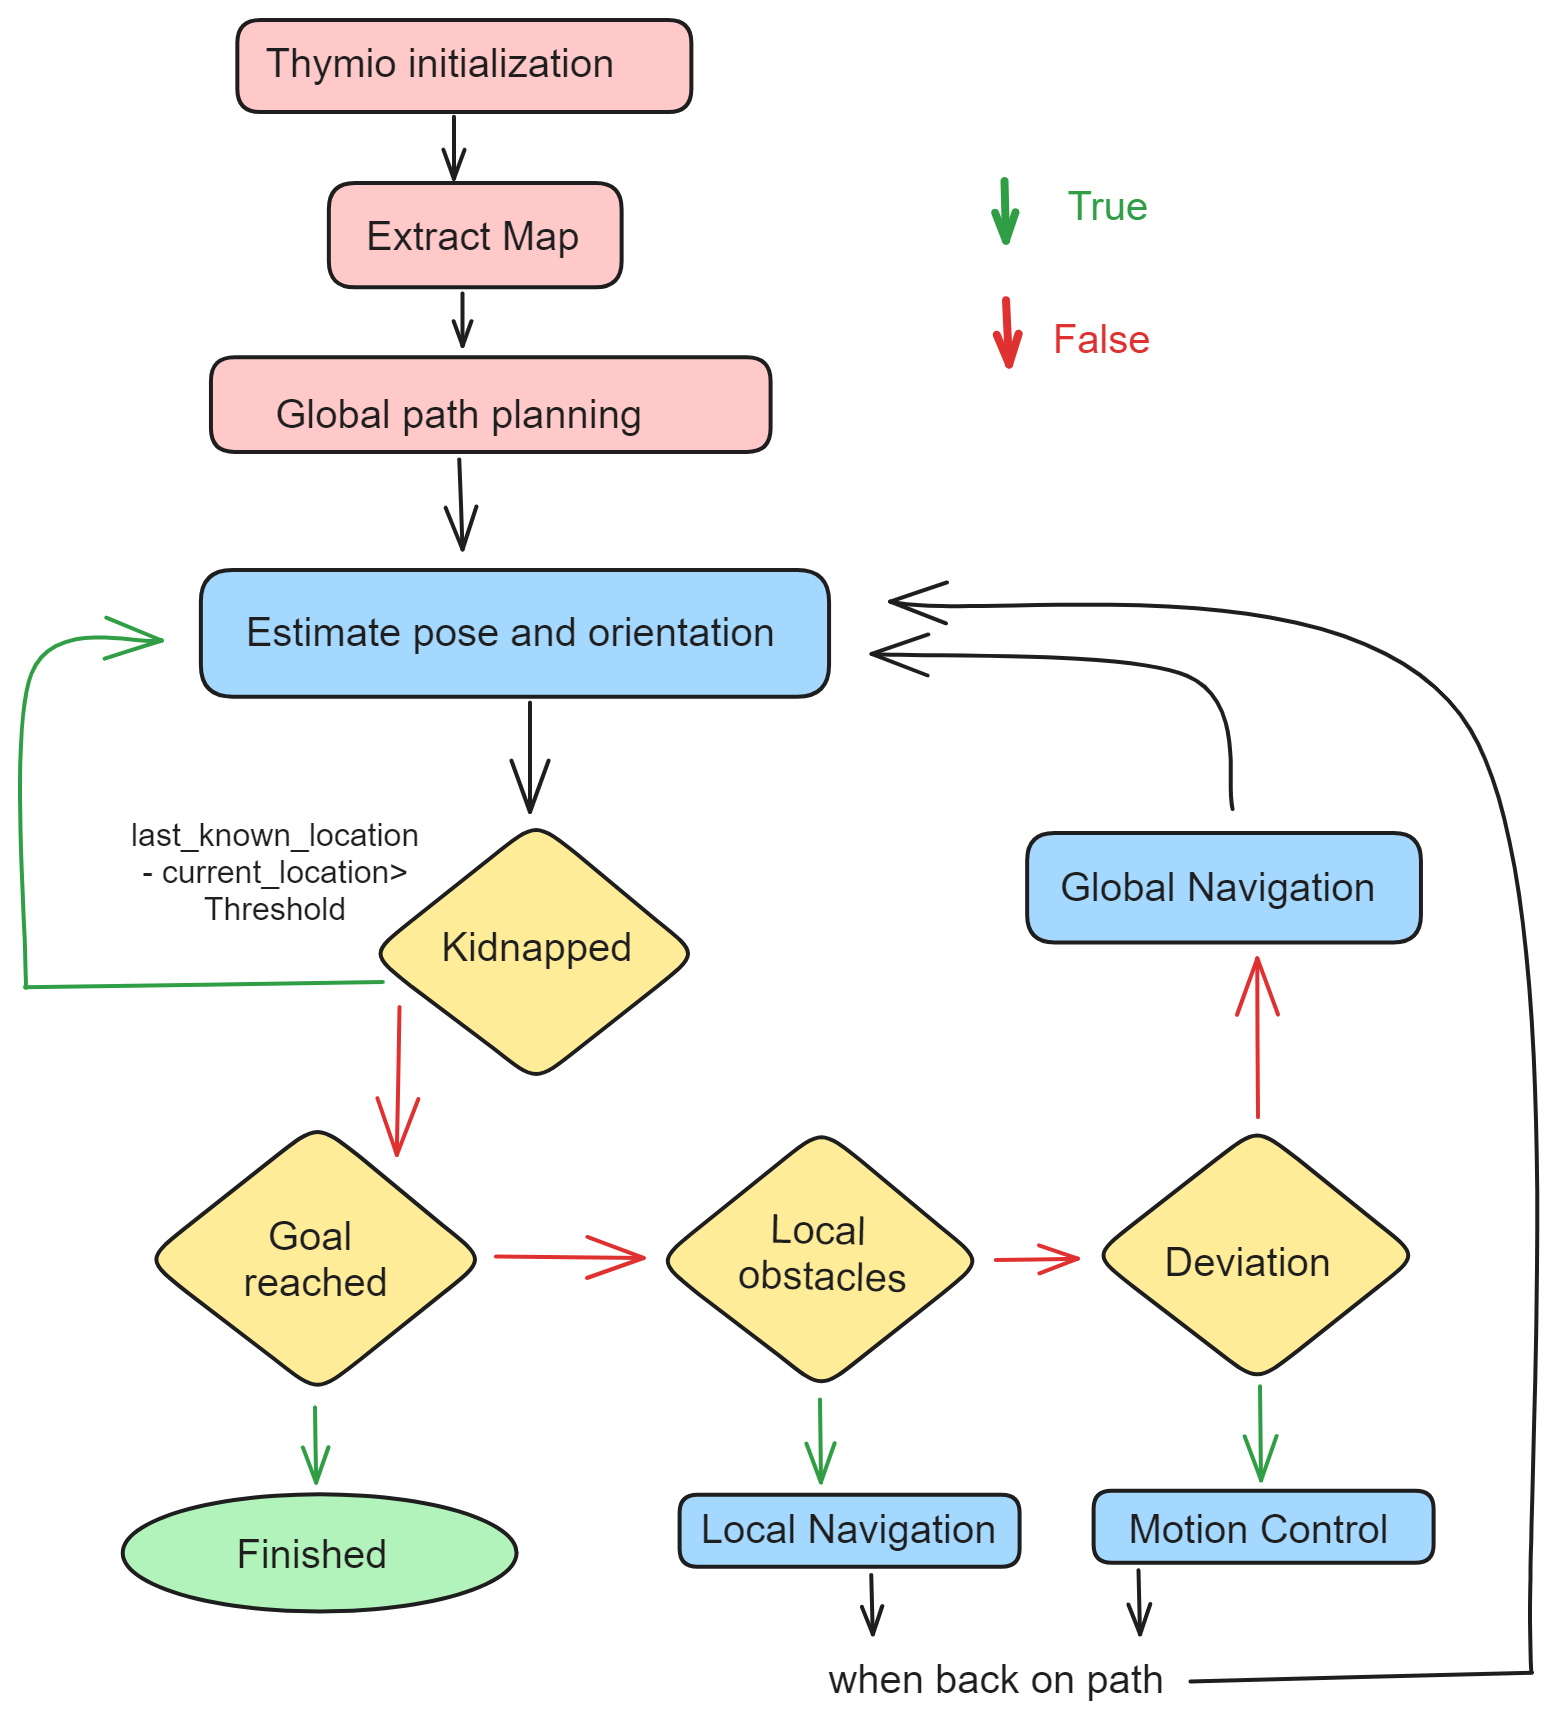 Thymio initialization
Extract Map
True
False
Global path planning
Estimate pose and orientation
last_known_location
- current_location>
Threshold
Kidnapped
Global Navigation
Goal
reached
Local
obstacles
Deviation
Finished
Local Navigation
Motion Control
when back on path